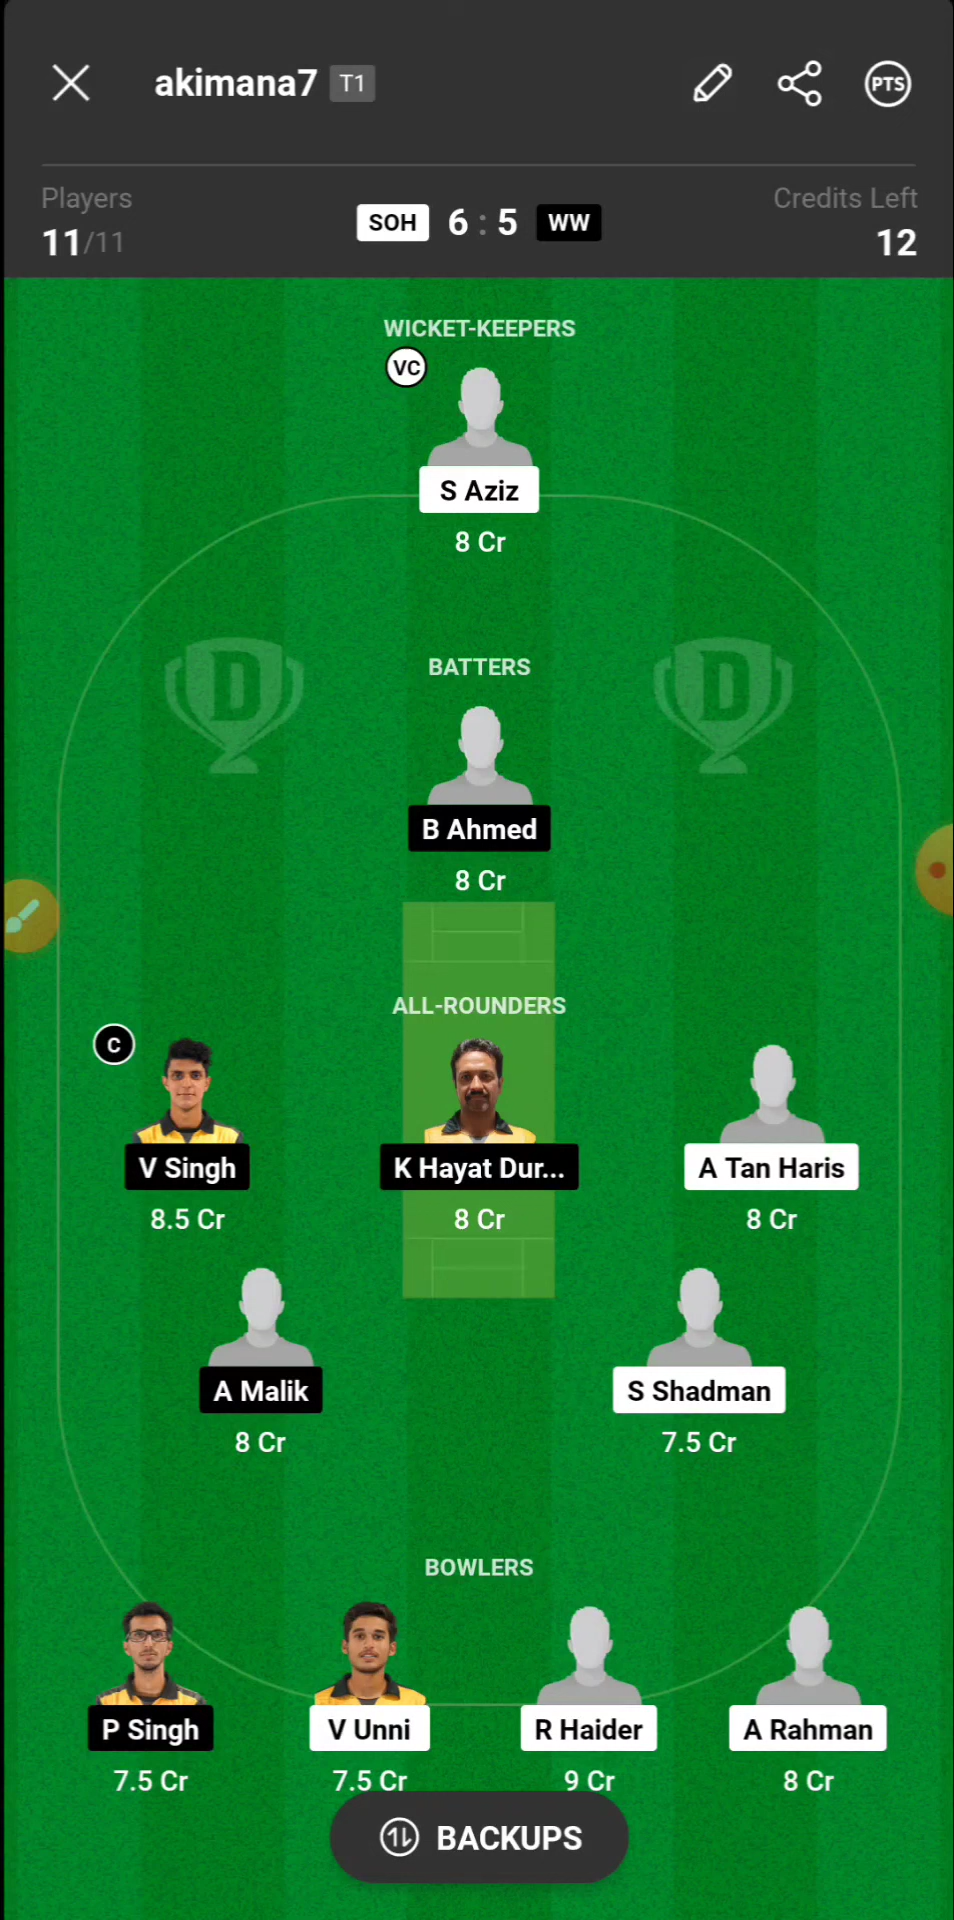 akimana7 T1 PTS
Players Credits Left
11/11 SOH 6 : 5 WW 12
WICKET-KEEPERS
VC
S Aziz
8 Cr
D D
BATTERS
B Ahmed
8 Cr
ALL-ROUNDERS
C
V Singh K Hayat Dur... A Tan Haris
8.5 Cr 8 Cr 8 Cr
A Malik S Shadman
8 Cr 7.5 Cr
BOWLERS
P Singh V Unni R Haider A Rahman
7.5 Cr 7.5 Cr 9 Cr 8 Cr
BACKUPS